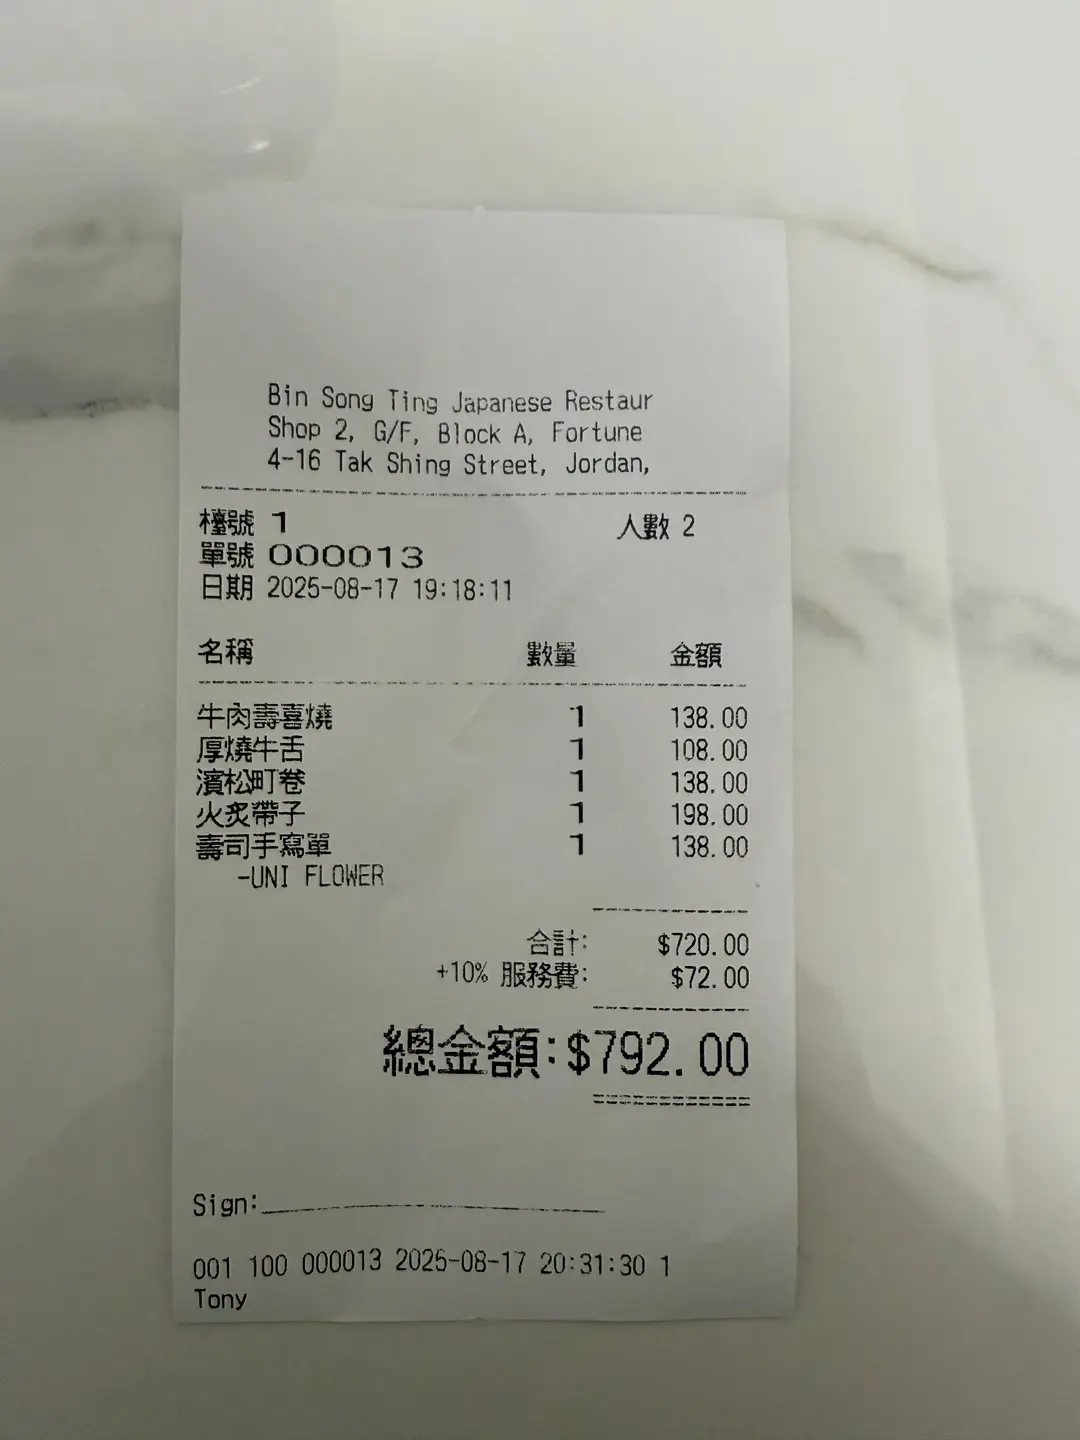 Bin Song Ting Japanese Restaur
Shop 2, G/F, Block A, Fortune
4-16 Tak Shing Street, Jordan,
檯號 1 人數 2
單號 000013
日期 2025-08-17 19:18:11
名稱 數量 金額
牛肉壽喜燒 1 138.00
厚燒牛舌 1 108.00
濱松町卷 1 138.00
火炙帶子 1 198.00
壽司手寫單 1 138.00
-UNI FLOWER
合計: $720.00
+10% 服務費: $72.00
總金額:$792.00
Sign:
001 100 000013 2025-08-17 20:31:30 1
Tony